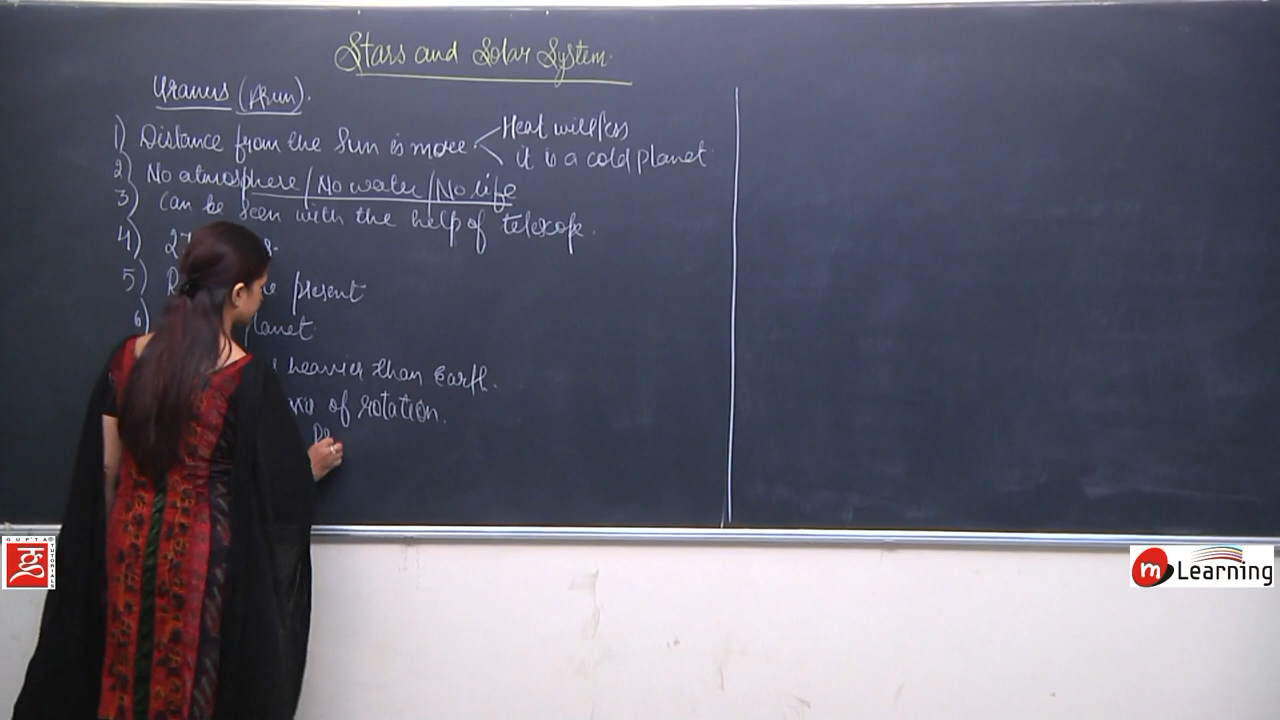 Stars and Solar System.
Uranus (Arun).
1) Distance from the Sun is more
Heat will less
it is a cold planet.
2) No atmosphere / No water / No life
3) Can be seen with the help of telescope.
4) 27
5) present
6) planet
heavier than Earth.
of rotation.
GUPTA TUTORIALS
m Learning